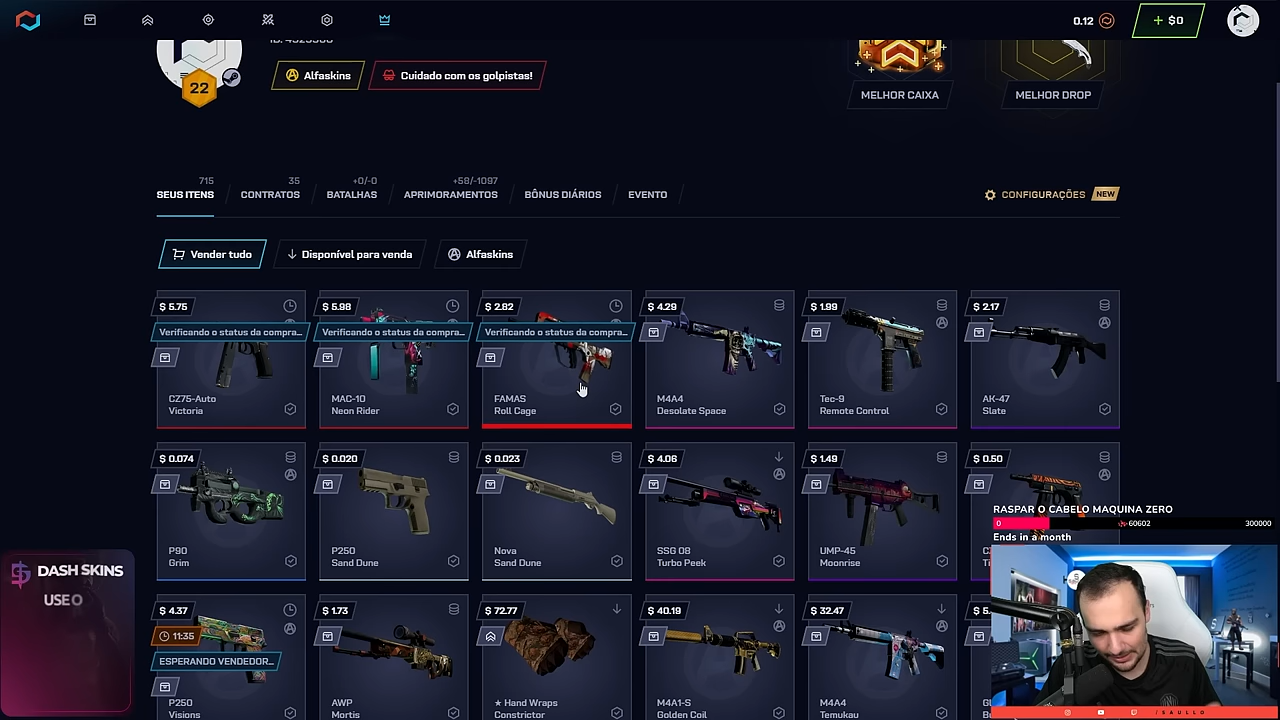 0.12
+ $0
22
Alfaskins
Cuidado com os golpistas!
MELHOR CAIXA
MELHOR DROP
715
SEUS ITENS
35
CONTRATOS
+0/-0
BATALHAS
+58/-1097
APRIMORAMENTOS
BÔNUS DIÁRIOS
EVENTO
CONFIGURAÇÕES
NEW
Vender tudo
Disponível para venda
Alfaskins
$ 5.75
Verificando o status da compra...
CZ75-Auto
Victoria
$ 5.98
Verificando o status da compra...
MAC-10
Neon Rider
$ 2.82
Verificando o status da compra...
FAMAS
Roll Cage
$ 4.29
M4A4
Desolate Space
$ 1.99
Tec-9
Remote Control
$ 2.17
AK-47
Slate
$ 0.074
P90
Grim
$ 0.020
P250
Sand Dune
$ 0.023
Nova
Sand Dune
$ 4.06
SSG 08
Turbo Peek
$ 1.49
UMP-45
Moonrise
$ 0.50
RASPAR O CABELO MAQUINA ZERO
0
60602
300000
Ends in a month
DASH SKINS
USE O
$ 4.37
11:35
ESPERANDO VENDEDOR...
P250
Visions
$ 1.73
AWP
Mortis
$ 72.77
★ Hand Wraps
Constrictor
$ 40.19
M4A1-S
Golden Coil
$ 32.47
M4A4
Temukau
/SAULLO